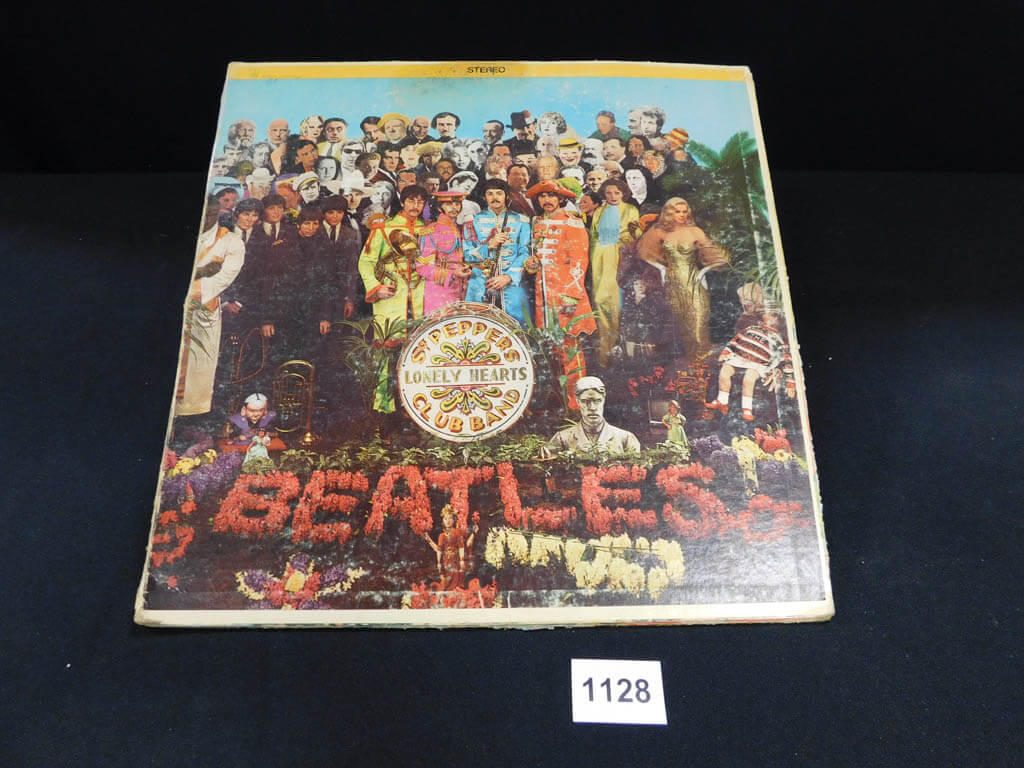 STEREO
SGT PEPPERS
LONELY HEARTS
CLUB BAND
BEATLES
1128